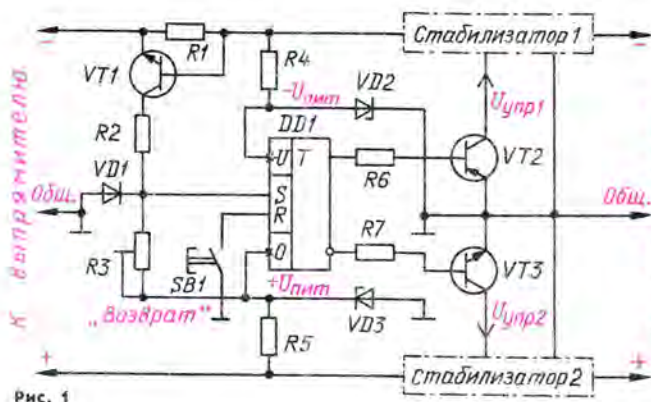 Стабилизатор 1
R1
VT1
R4
VD2
-Uпит
DD1
Uупр1
R2
U T
R6
VT2
VD1
S
Общ.
R
Общ.
R3
R7
0
VT3
SB1
+Uпит
К выпрямителю
„Возврат"
VD3
Uупр2
R5
+
+
Стабилизатор 2
Рис. 1